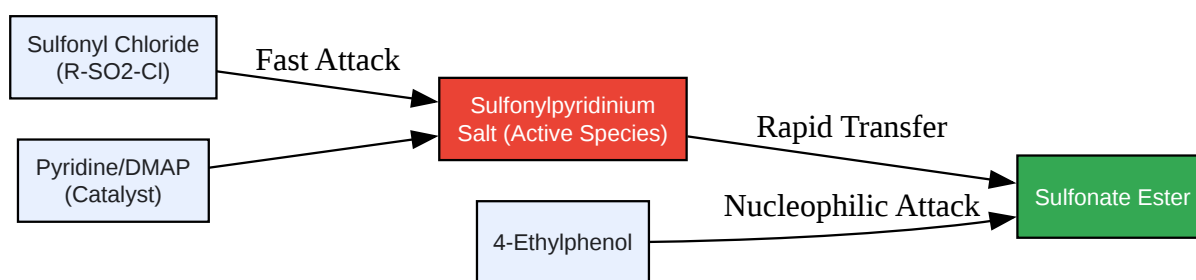 Sulfonyl Chloride
(R-SO2-Cl)
Fast Attack
Sulfonylpyridinium
Salt (Active Species)
Pyridine/DMAP
(Catalyst)
Rapid Transfer
Nucleophilic Attack
4-Ethylphenol
Sulfonate Ester